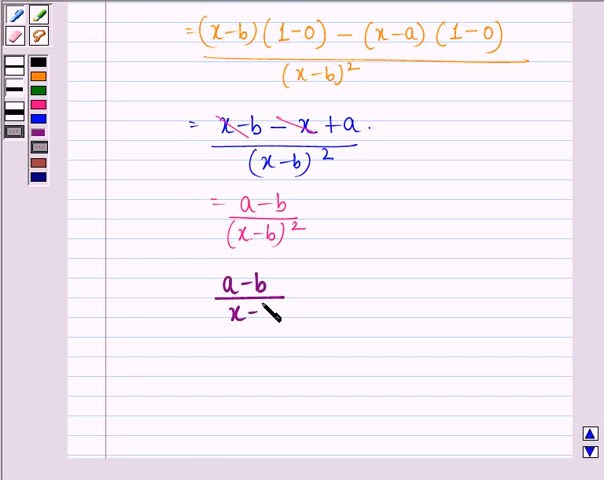 = (x-b)(1-0) - (x-a) (1-0)
(x-b)²
= x-b - x + a.
(x-b)²
= a-b
(x-b)²
a-b
x-